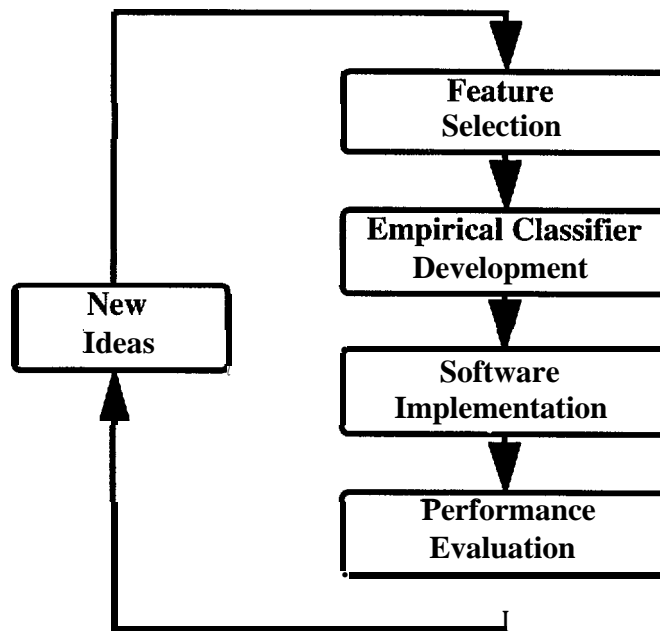 Feature
Selection
Empirical Classifier
Development
New
Ideas
Software
Implementation
Performance
Evaluation